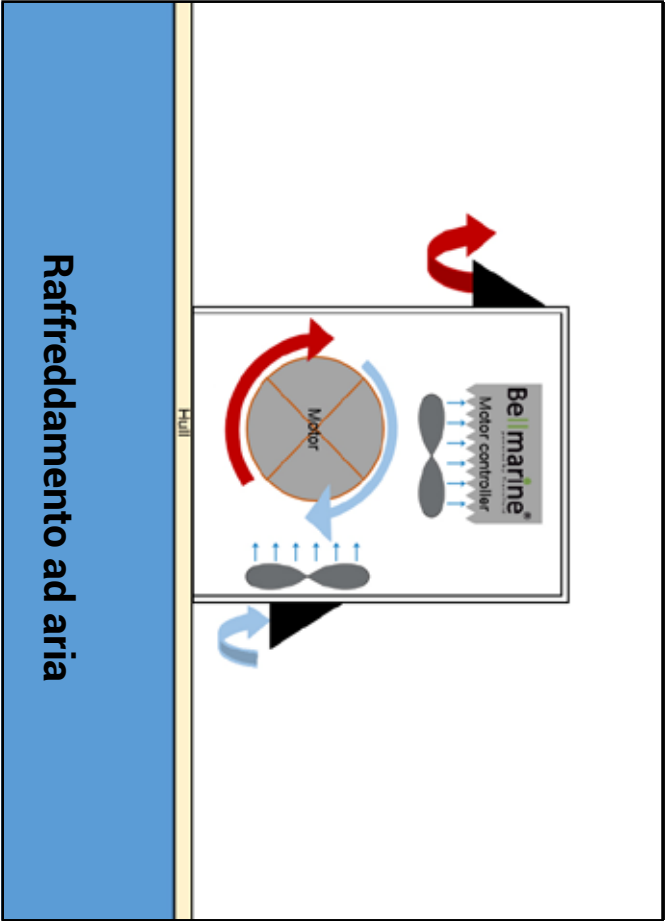 Bellmarine®
Motor controller
Motor
Hull
Raffreddamento ad aria